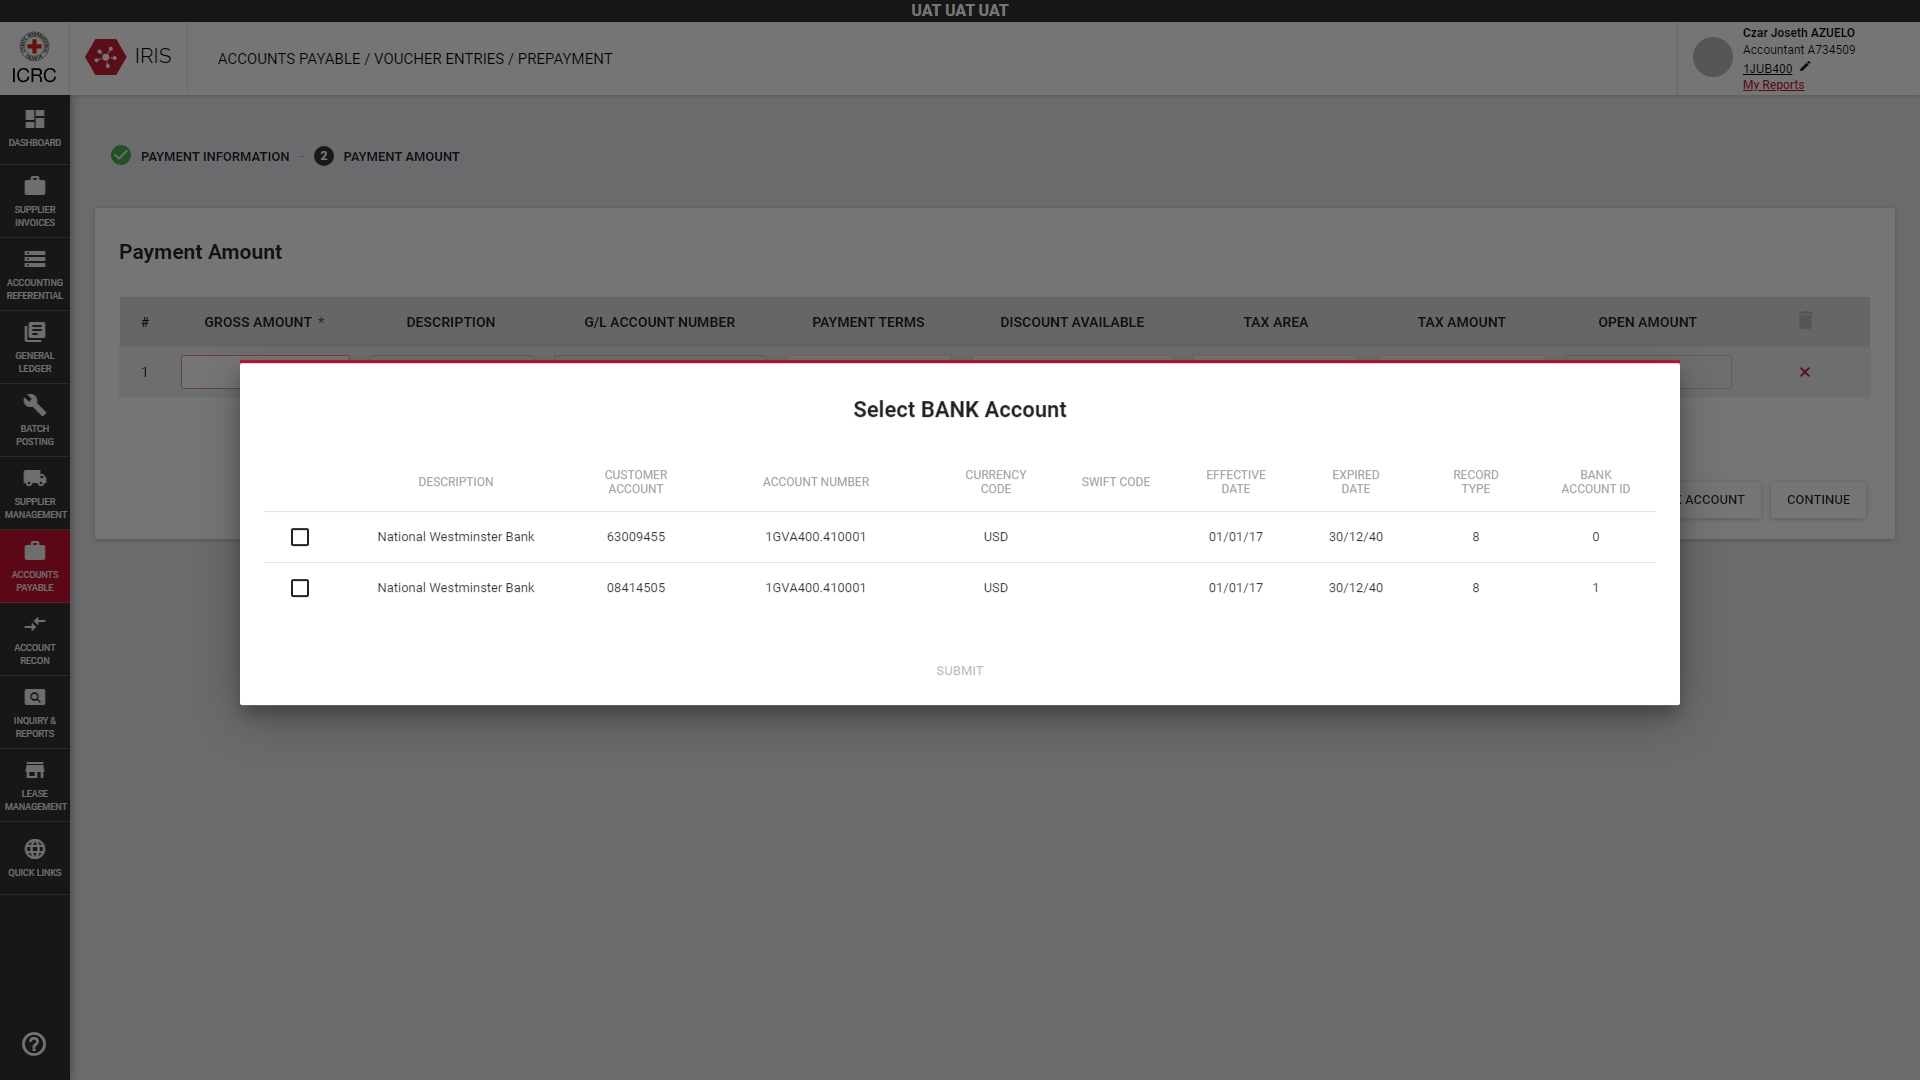 UAT UAT UAT
ICRC
IRIS
ACCOUNTS PAYABLE / VOUCHER ENTRIES / PREPAYMENT
Czar Joseth AZUELO
Accountant A734509
1JUB400
My Reports
DASHBOARD
SUPPLIER
INVOICES
ACCOUNTING
REFERENTIAL
GENERAL
LEDGER
BATCH
POSTING
SUPPLIER
MANAGEMENT
ACCOUNTS
PAYABLE
ACCOUNT
RECON
INQUIRY &
REPORTS
LEASE
MANAGEMENT
QUICK LINKS
PAYMENT INFORMATION
2 PAYMENT AMOUNT
Payment Amount
# GROSS AMOUNT * DESCRIPTION G/L ACCOUNT NUMBER PAYMENT TERMS DISCOUNT AVAILABLE TAX AREA TAX AMOUNT OPEN AMOUNT
1
ACCOUNT CONTINUE
Select BANK Account
DESCRIPTION CUSTOMER ACCOUNT ACCOUNT NUMBER CURRENCY CODE SWIFT CODE EFFECTIVE DATE EXPIRED DATE RECORD TYPE BANK ACCOUNT ID
National Westminster Bank 63009455 1GVA400.410001 USD 01/01/17 30/12/40 8 0
National Westminster Bank 08414505 1GVA400.410001 USD 01/01/17 30/12/40 8 1
SUBMIT